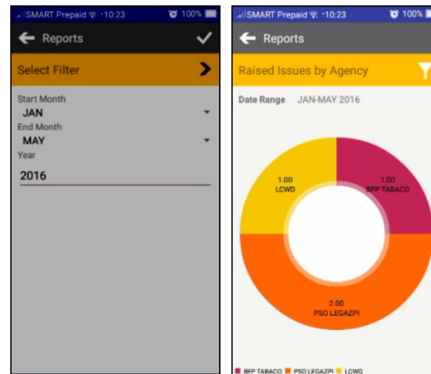 SMART Prepaid 10:23 100%
Reports
Select Filter
Start Month
JAN
End Month
MAY
Year
2016
SMART Prepaid 10:23 100%
Reports
Raised Issues by Agency
Date Range JAN-MAY 2016
1.00
LCWD
1.00
BFP TABACO
2.00
PSO LEGAZPI
BFP TABACO PSO LEGAZPI LCWD